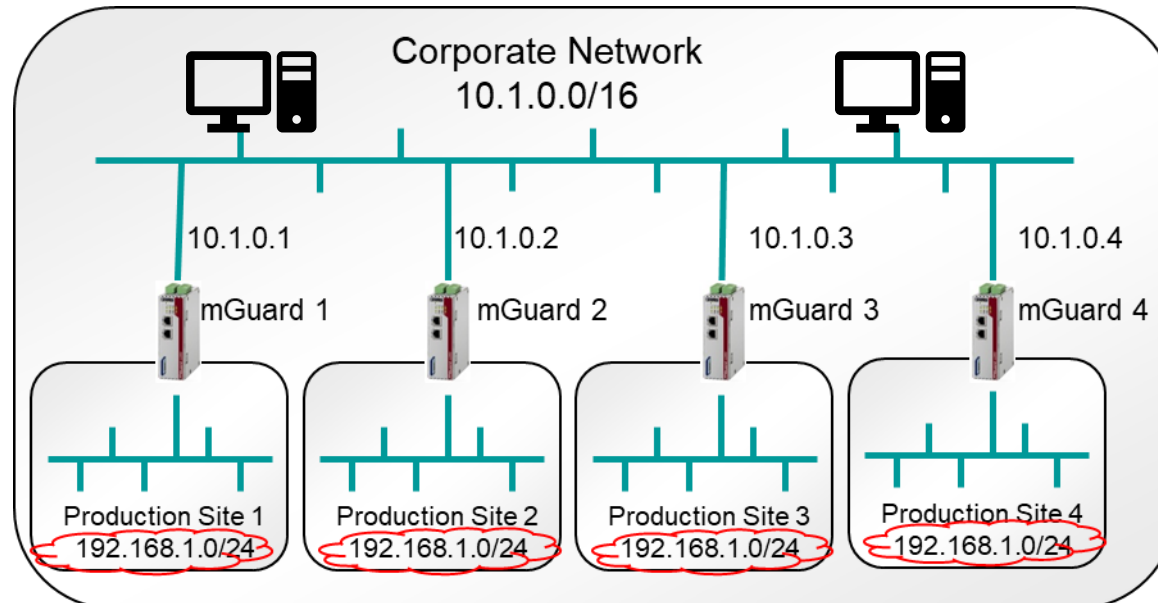 Corporate Network
10.1.0.0/16
10.1.0.1
10.1.0.2
10.1.0.3
10.1.0.4
mGuard 1
mGuard 2
mGuard 3
mGuard 4
Production Site 1
192.168.1.0/24
Production Site 2
192.168.1.0/24
Production Site 3
192.168.1.0/24
Production Site 4
192.168.1.0/24